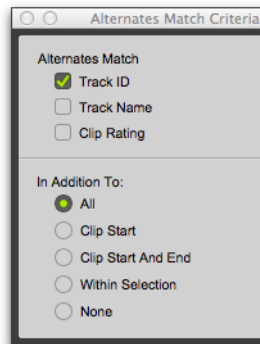 Alternates Match Criteria
Alternates Match
Track ID
Track Name
Clip Rating
In Addition To:
All
Clip Start
Clip Start And End
Within Selection
None